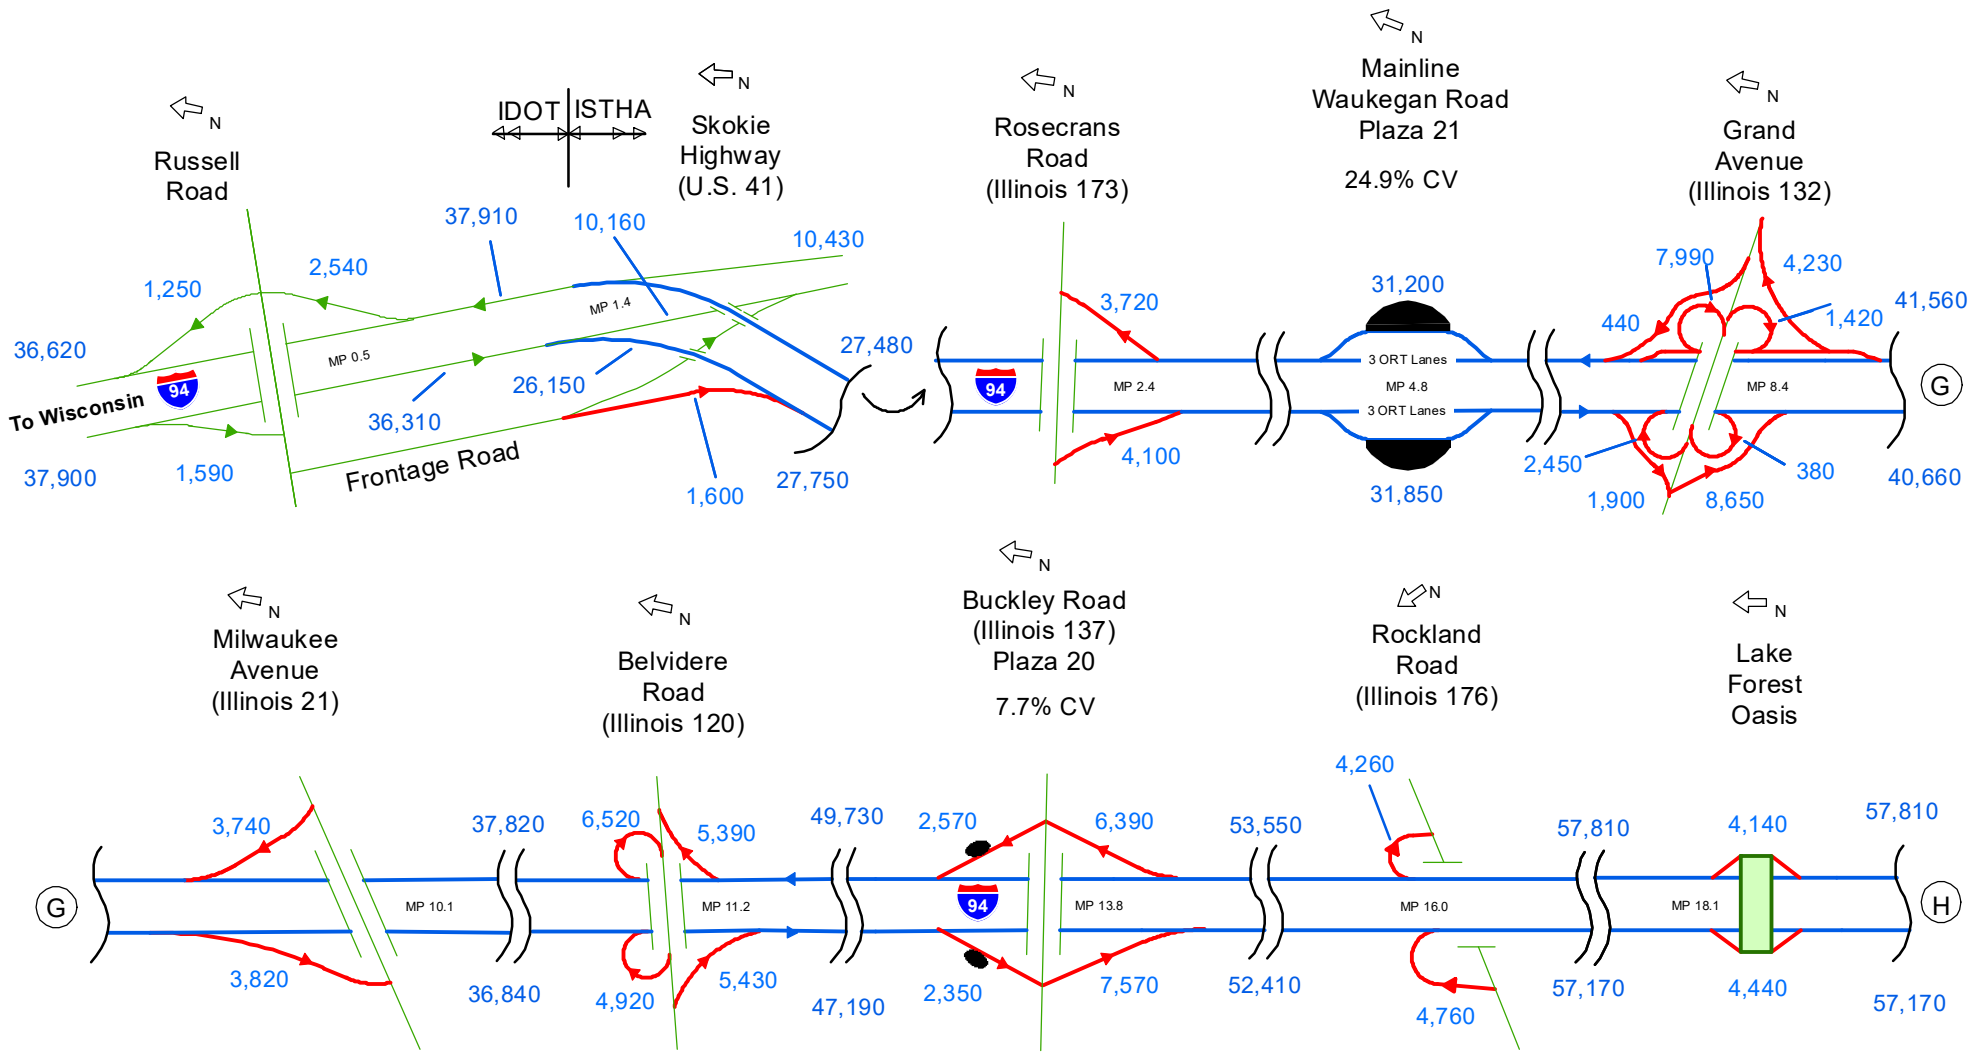 N
Russell
Road
IDOT
ISTHA
N
Skokie
Highway
(U.S. 41)
N
Rosecrans
Road
(Illinois 173)
N
Mainline
Waukegan Road
Plaza 21
24.9% CV
N
Grand
Avenue
(Illinois 132)
37,910
10,160
10,430
2,540
1,250
36,620
MP 1.4
MP 0.5
94
To Wisconsin
36,310
26,150
27,480
37,900
1,590
Frontage Road
1,600
27,750
3,720
94
MP 2.4
4,100
31,200
3 ORT Lanes
MP 4.8
3 ORT Lanes
31,850
7,990
4,230
440
1,420
41,560
MP 8.4
G
2,450
380
1,900
8,650
40,660
N
Milwaukee
Avenue
(Illinois 21)
N
Belvidere
Road
(Illinois 120)
N
Buckley Road
(Illinois 137)
Plaza 20
7.7% CV
N
Rockland
Road
(Illinois 176)
N
Lake
Forest
Oasis
3,740
37,820
6,520
5,390
49,730
2,570
6,390
53,550
4,260
57,810
4,140
57,810
G
MP 10.1
MP 11.2
94
MP 13.8
MP 16.0
MP 18.1
H
3,820
36,840
4,920
5,430
47,190
2,350
7,570
52,410
4,760
57,170
4,440
57,170